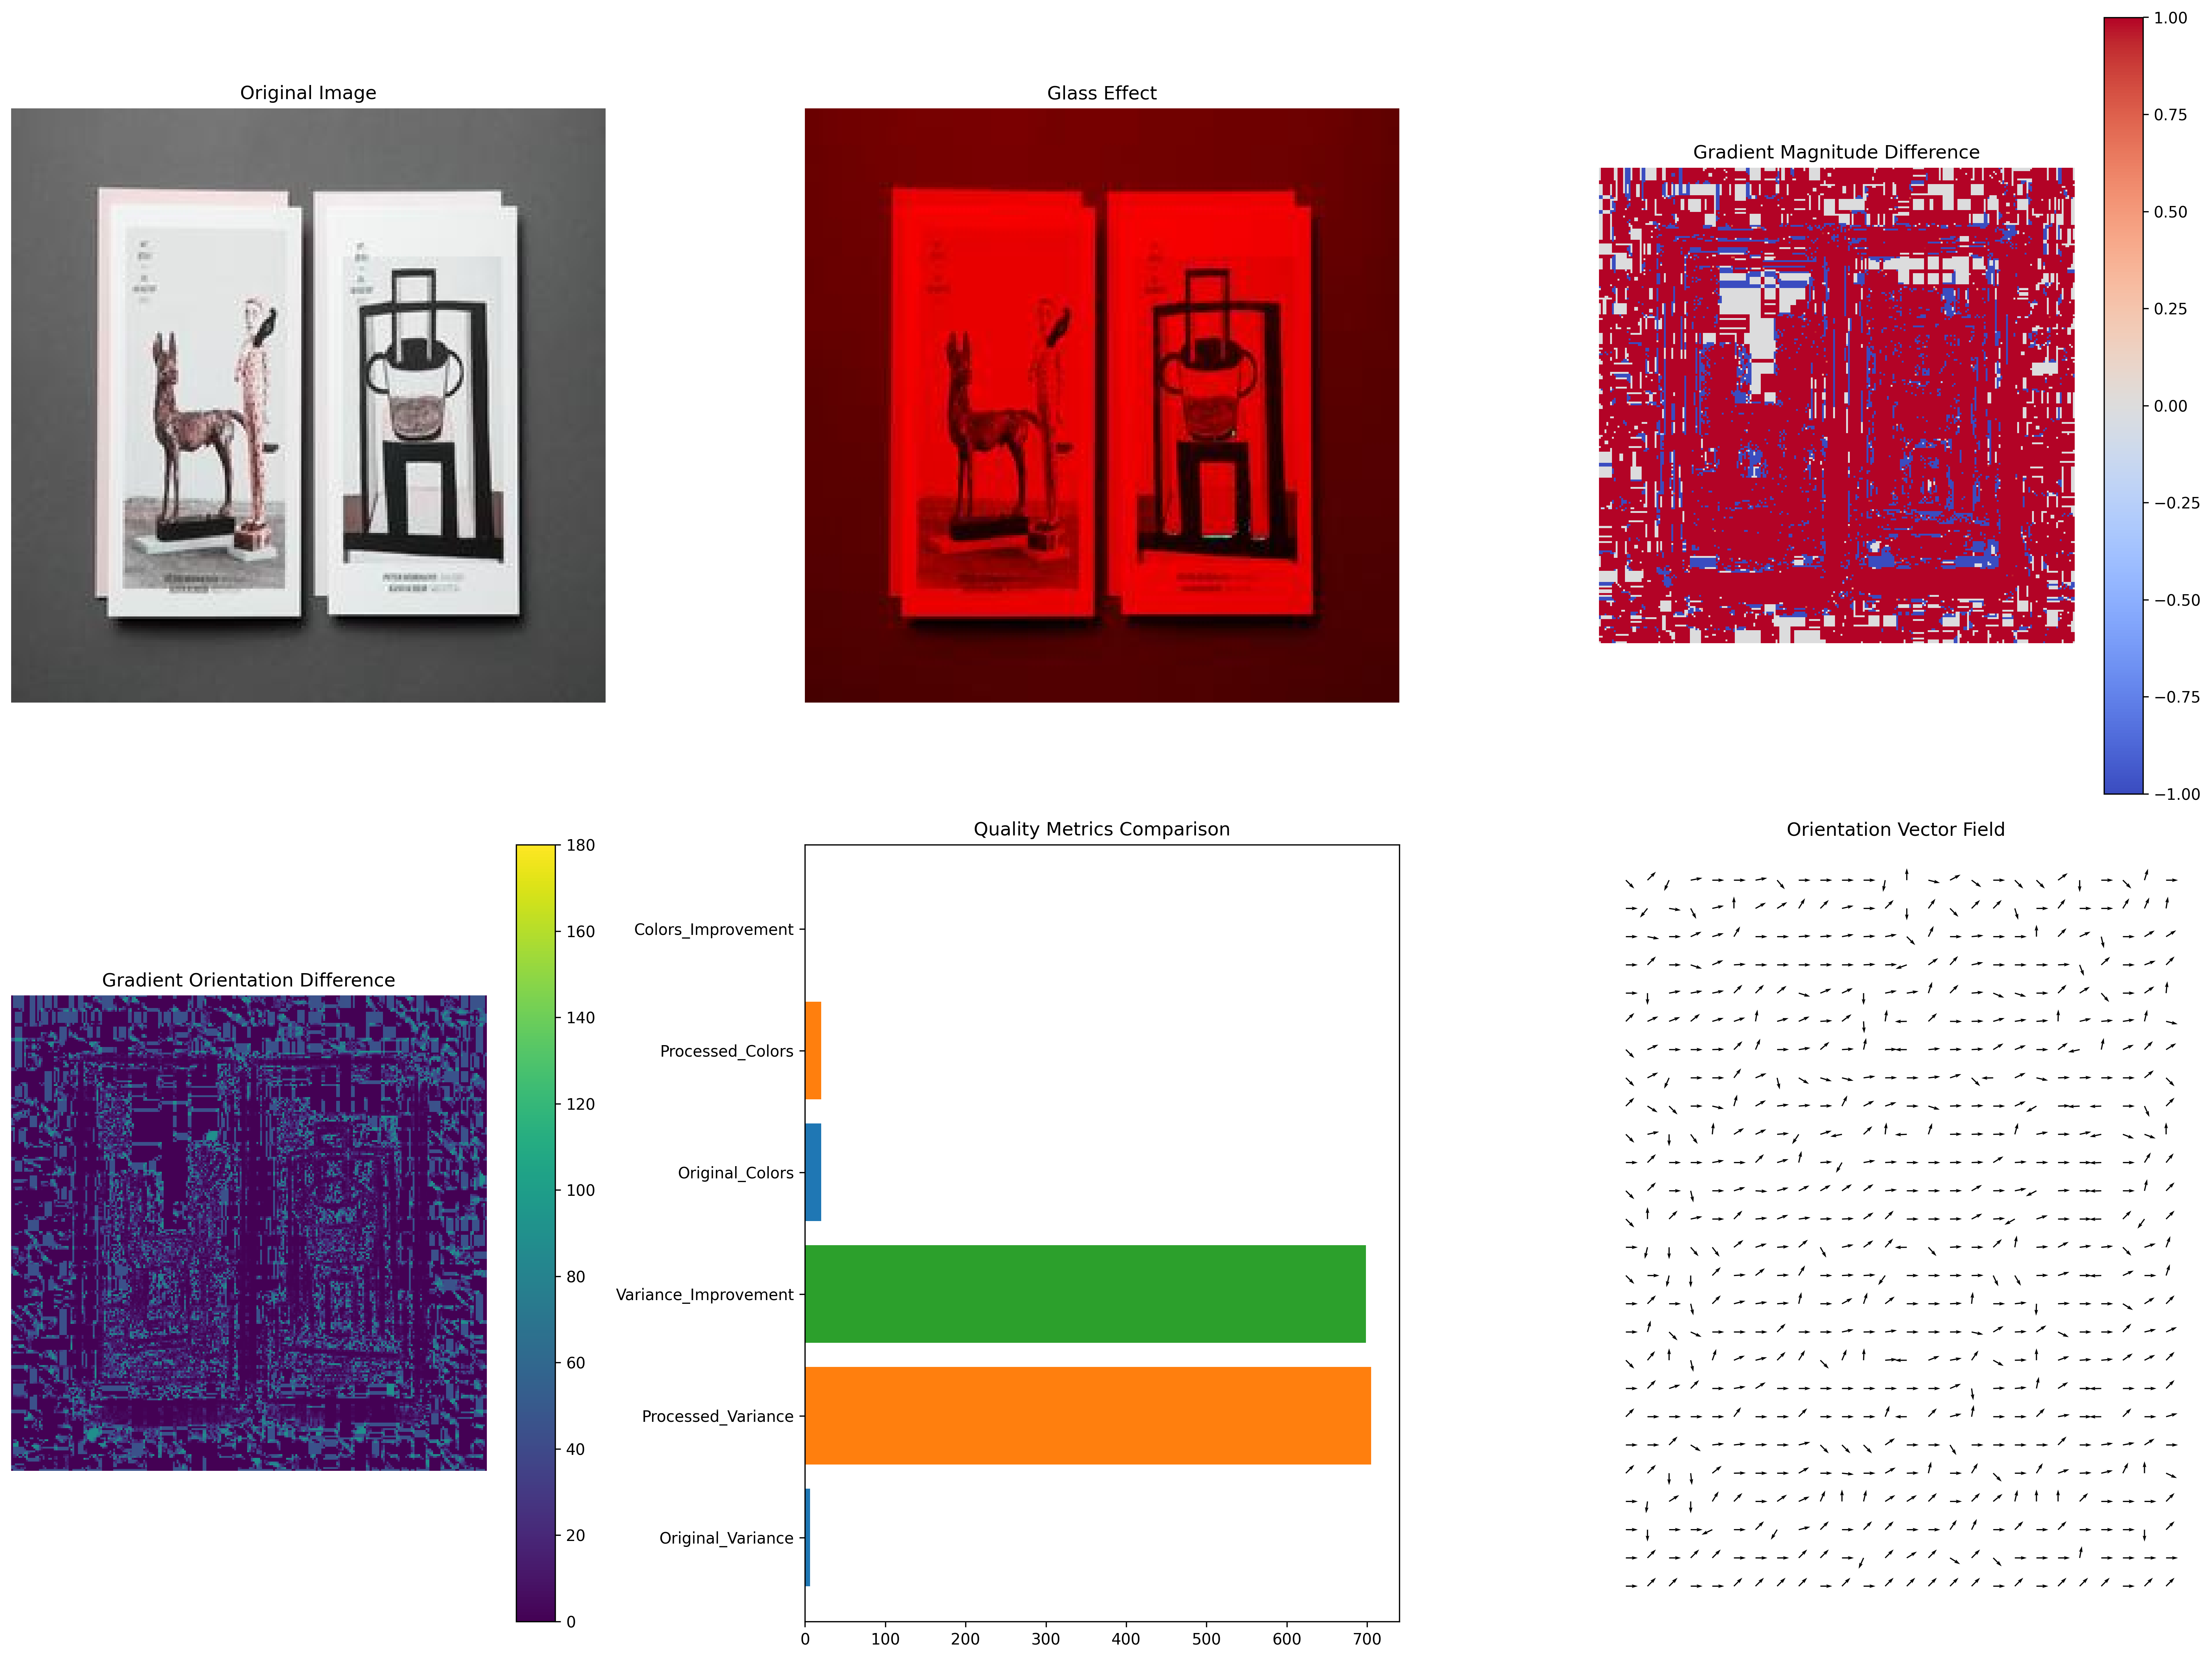 Original Image
Glass Effect
Gradient Magnitude Difference
1.00
0.75
0.50
0.25
0.00
−0.25
−0.50
−0.75
−1.00
Gradient Orientation Difference
180
160
140
120
100
80
60
40
20
0
Quality Metrics Comparison
Colors_Improvement
Processed_Colors
Original_Colors
Variance_Improvement
Processed_Variance
Original_Variance
0 100 200 300 400 500 600 700
Orientation Vector Field